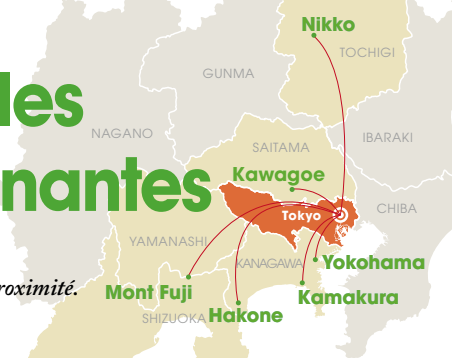 Nikko
TOCHIGI
GUNMA
les
NAGANO
IBARAKI
SAITAMA
Kawagoe
nantes
CHIBA
Tokyo
YAMANASHI
KANAGAWA
Yokohama
roximité.
Mont Fuji
Kamakura
SHIZUOKA
Hakone